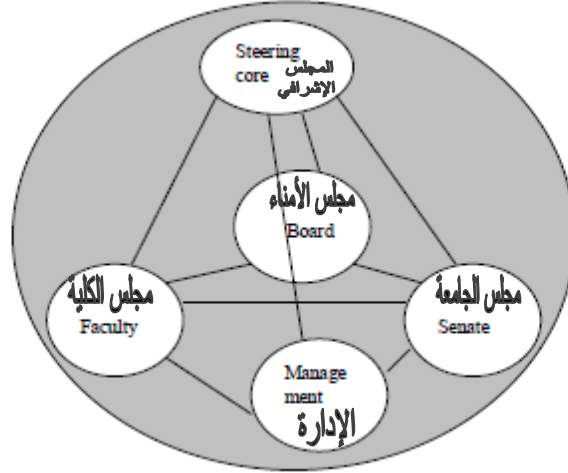 Steering
core
المجلس
الإشرافي
مجلس الأمناء
Board
مجلس الكلية
Faculty
مجلس الجامعة
Senate
Manage
ment
الإدارة